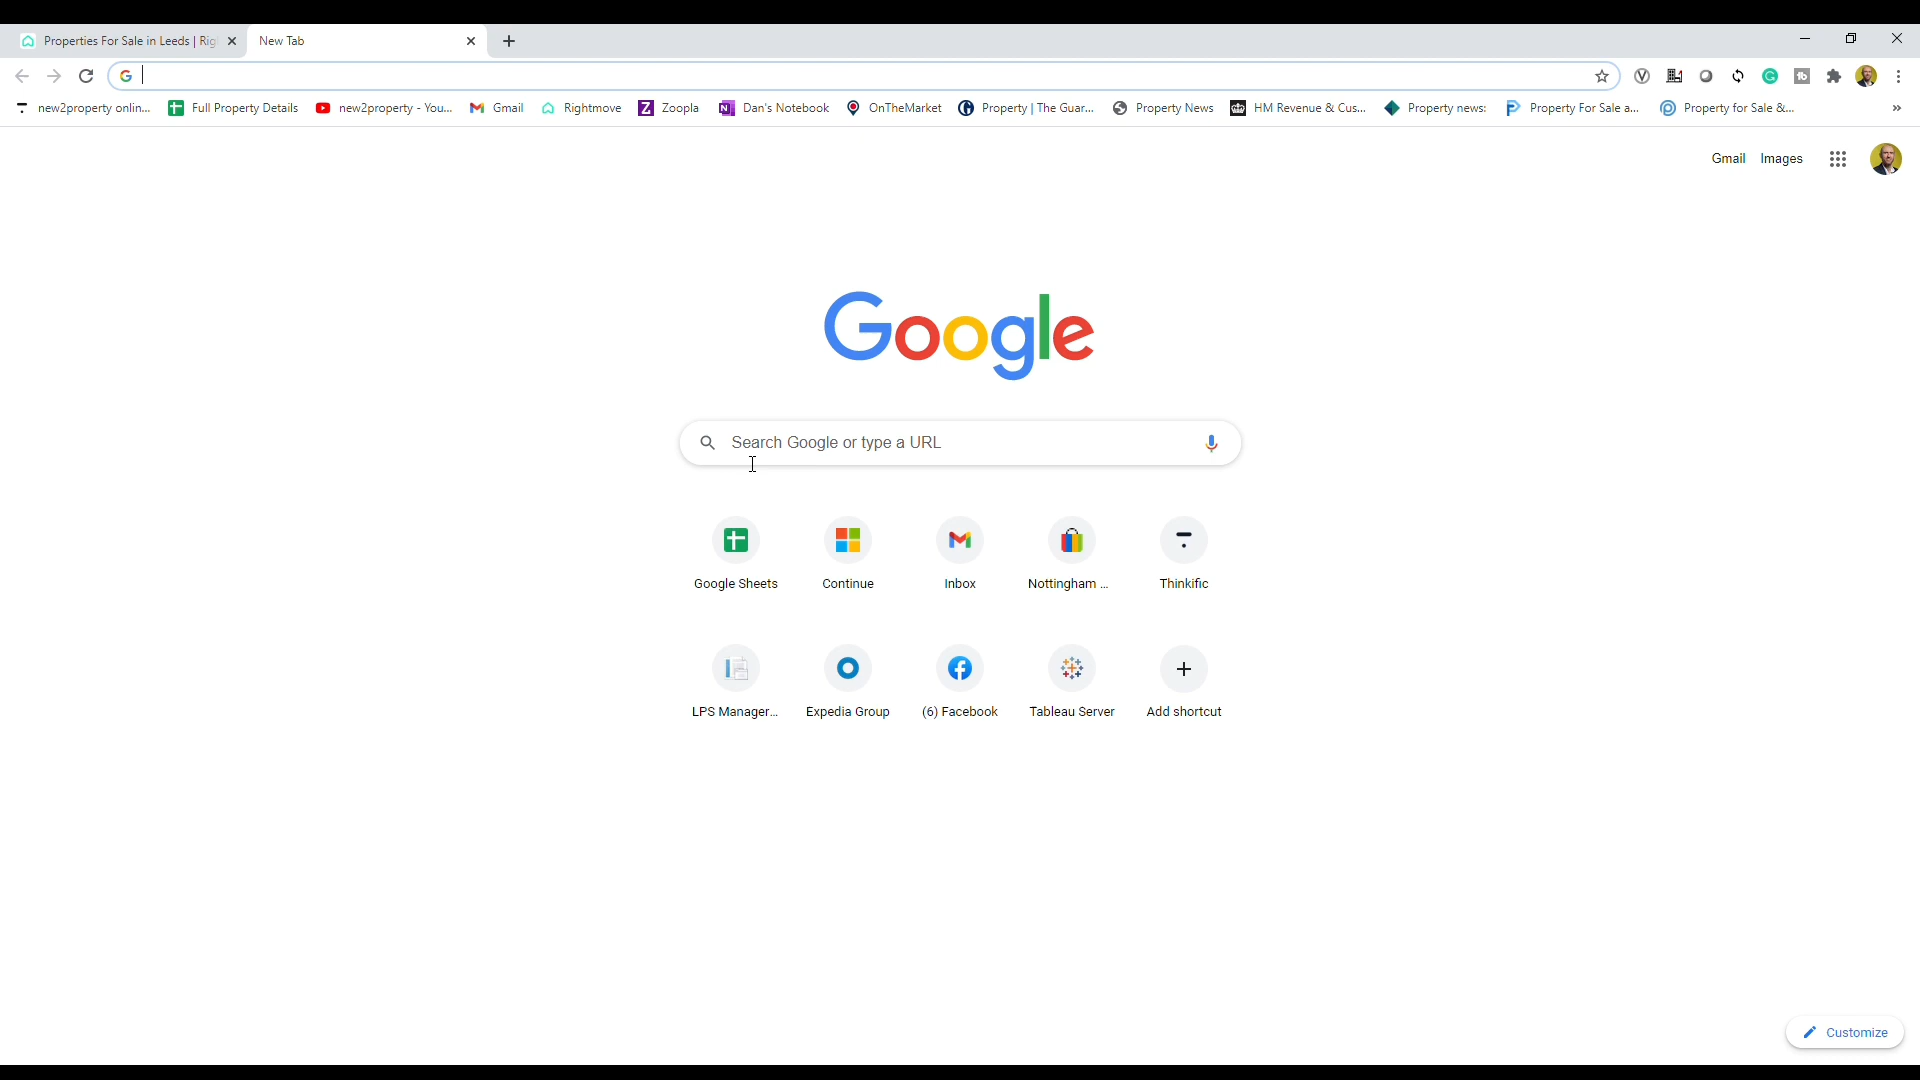 Properties For Sale in Leeds | Rig
New Tab
new2property onlin... Full Property Details new2property - You... Gmail Rightmove Zoopla Dan's Notebook OnTheMarket Property | The Guar... Property News HM Revenue & Cus... Property news: Property For Sale a... Property for Sale &...
Gmail Images
Google
Search Google or type a URL
Google Sheets Continue Inbox Nottingham ... Thinkific
LPS Manager... Expedia Group (6) Facebook Tableau Server Add shortcut
Customize